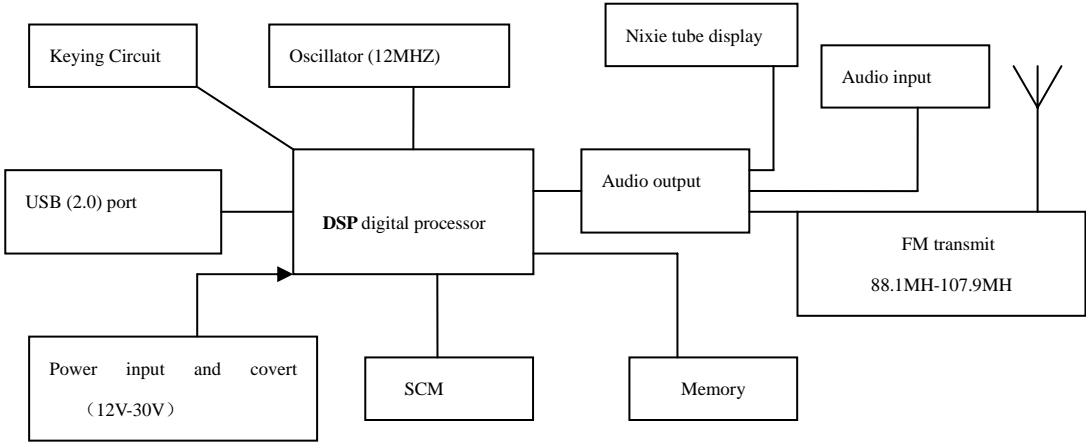 Keying Circuit
Oscillator (12MHZ)
Nixie tube display
Audio input
USB (2.0) port
DSP digital processor
Audio output
FM transmit
88.1MH-107.9MH
Power input and covert
（12V-30V）
SCM
Memory